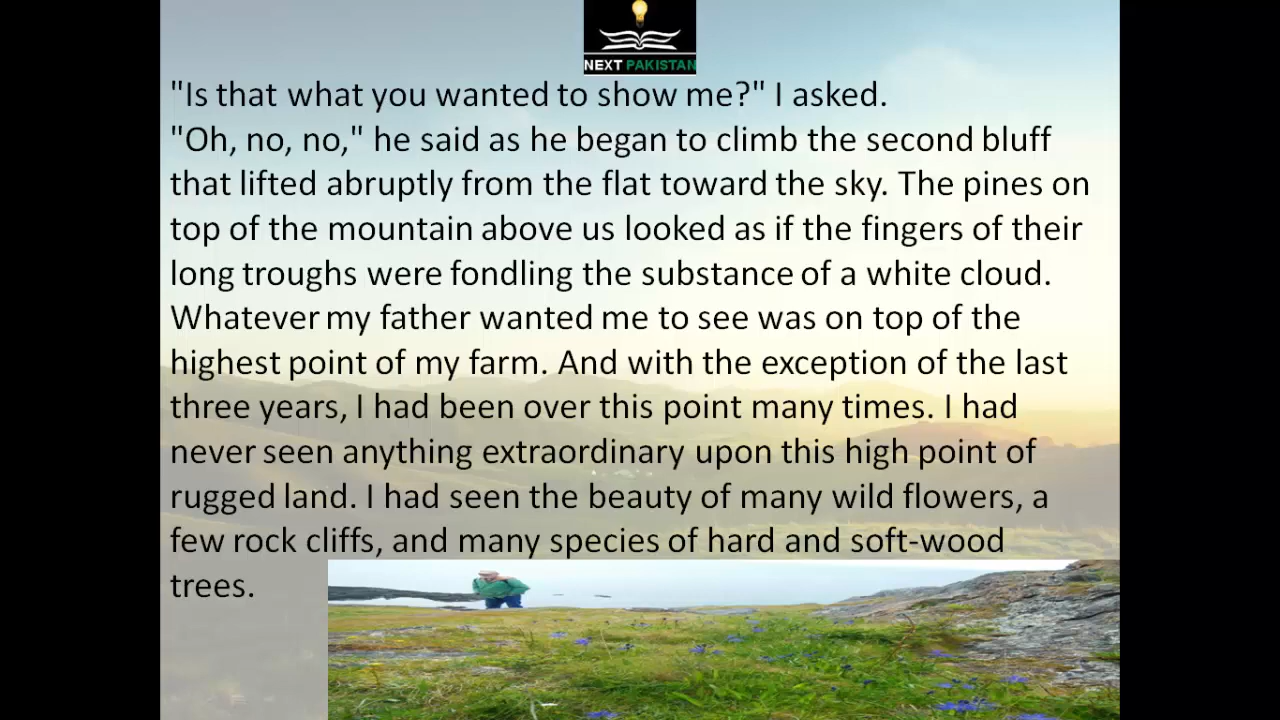 NEXT PAKISTAN
"Is that what you wanted to show me?" I asked.
"Oh, no, no," he said as he began to climb the second bluff
that lifted abruptly from the flat toward the sky. The pines on
top of the mountain above us looked as if the fingers of their
long troughs were fondling the substance of a white cloud.
Whatever my father wanted me to see was on top of the
highest point of my farm. And with the exception of the last
three years, I had been over this point many times. I had
never seen anything extraordinary upon this high point of
rugged land. I had seen the beauty of many wild flowers, a
few rock cliffs, and many species of hard and soft-wood
trees.